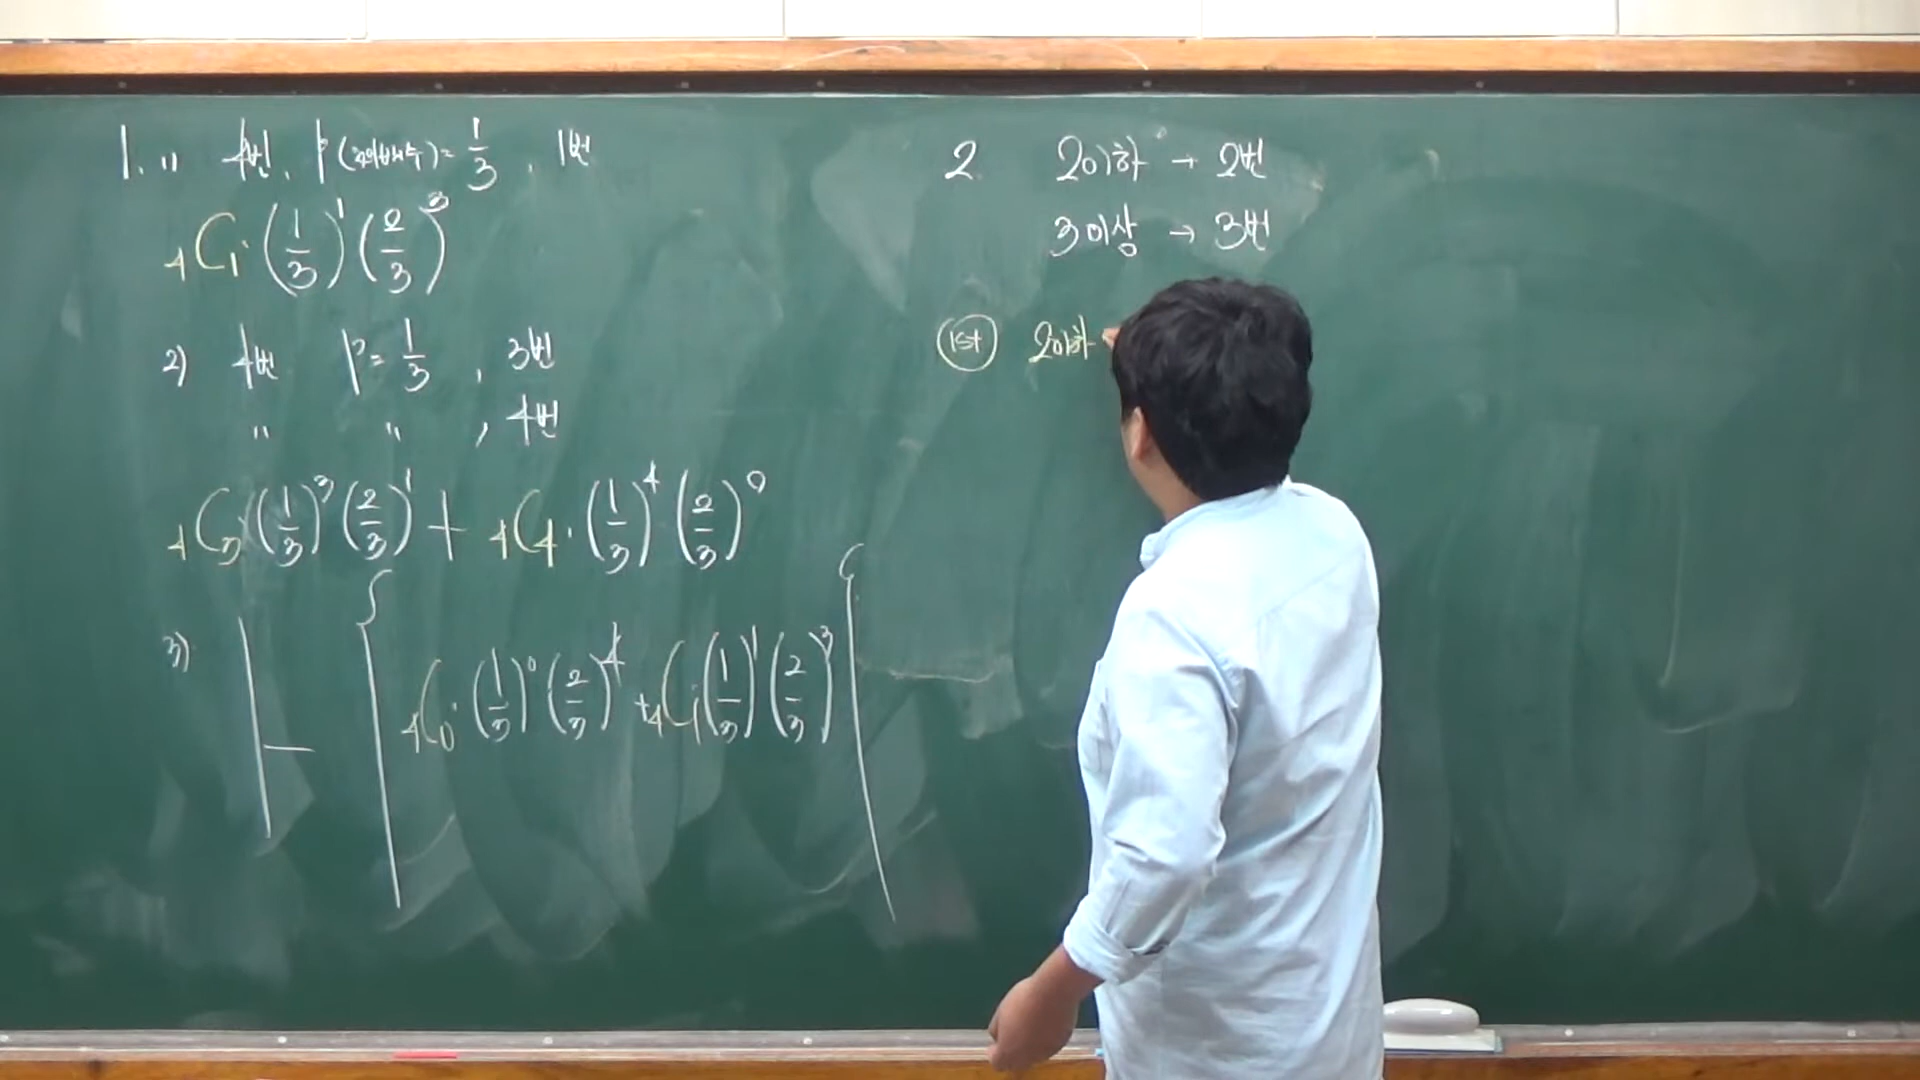 1. 1) 4번, P(3의배수)=1/3, 1번
₄C₁·(1/3)¹(2/3)³
2) 4번 P=1/3, 3번
〃 〃 , 4번
₄C₃(1/3)³(2/3)¹ + ₄C₄·(1/3)⁴(2/3)⁰
3) 1 - { ₄C₀·(1/3)⁰(2/3)⁴ + ₄C₁(1/3)¹(2/3)³ }
2. 2이하 → 2번
3이상 → 3번
1st 2이하